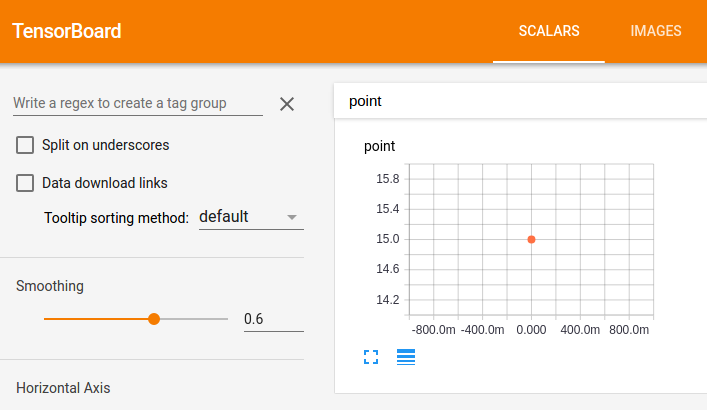 TensorBoard
SCALARS IMAGES
Write a regex to create a tag group
Split on underscores
Data download links
Tooltip sorting method: default
Smoothing
0.6
Horizontal Axis
point
point
15.8
15.4
15.0
14.6
14.2
-800.0m -400.0m 0.000 400.0m 800.0m